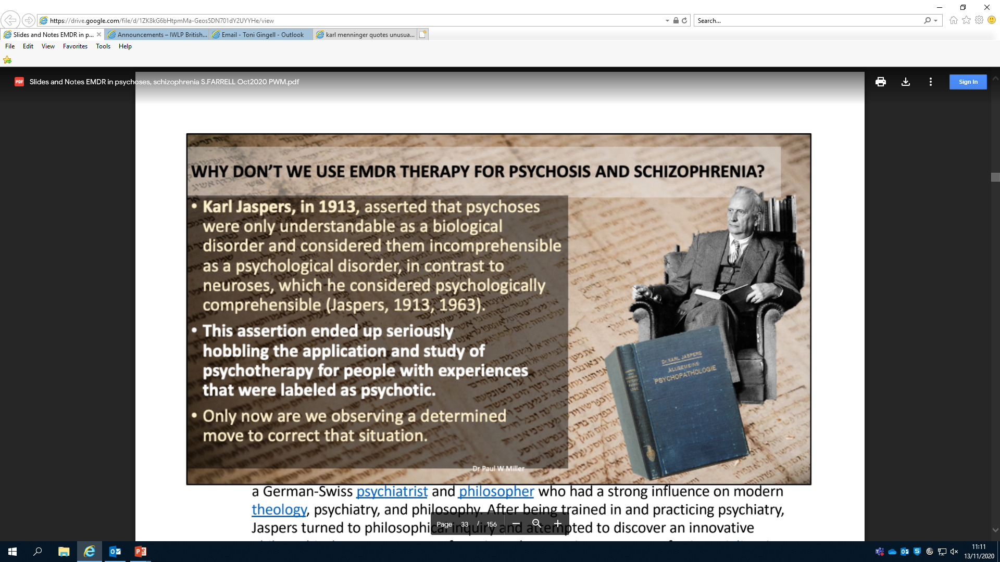 https://drive.google.com/file/d/1ZK8kG6bHtpmMa-Geos5DN701dY2UYYHe/view
Search...
Slides and Notes EMDR in p...
Announcements – IWLP British...
Email - Toni Gingell - Outlook
karl menninger quotes unusua...
File Edit View Favorites Tools Help
PDF
Slides and Notes EMDR in psychoses, schizophrenia S.FARRELL Oct2020 PWM.pdf
Sign In
WHY DON'T WE USE EMDR THERAPY FOR PSYCHOSIS AND SCHIZOPHRENIA?
• Karl Jaspers, in 1913, asserted that psychoses
were only understandable as a biological
disorder and considered them incomprehensible
as a psychological disorder, in contrast to
neuroses, which he considered psychologically
comprehensible (Jaspers, 1913, 1963).
• This assertion ended up seriously
hobbling the application and study of
psychotherapy for people with experiences
that were labeled as psychotic.
• Only now are we observing a determined
move to correct that situation.
Dr. KARL JASPERS
ALLGEMEINE
PSYCHOPATHOLOGIE
Dr Paul W Miller
a German-Swiss psychiatrist and philosopher who had a strong influence on modern
theology, psychiatry, and philosophy. After being trained in and practicing psychiatry,
Jaspers turned to philosophical inquiry and attempted to discover an innovative
Page 33 / 156
11:11
13/11/2020